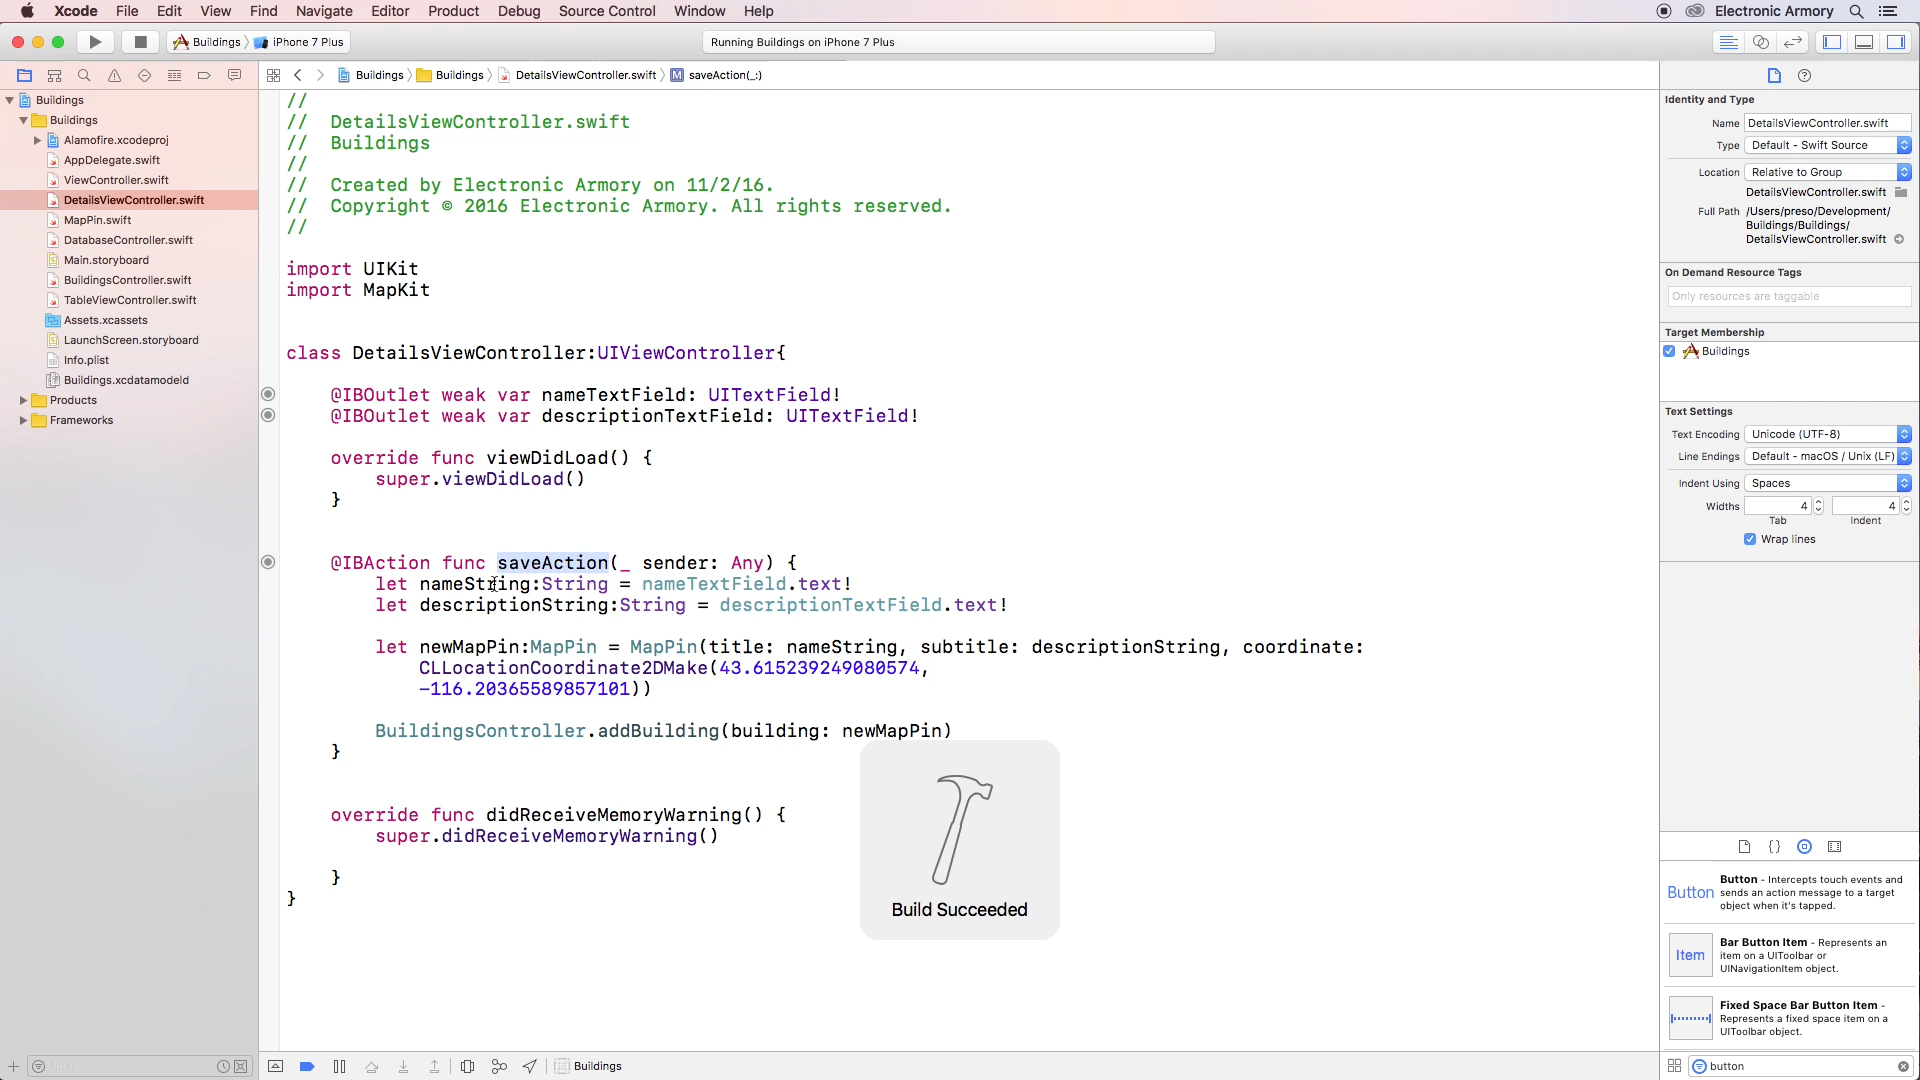 Xcode File Edit View Find Navigate Editor Product Debug Source Control Window Help Electronic Armory
Buildings iPhone 7 Plus Running Buildings on iPhone 7 Plus
Buildings Buildings DetailsViewController.swift M saveAction(_:)
Buildings
Buildings
Alamofire.xcodeproj
AppDelegate.swift
ViewController.swift
DetailsViewController.swift
MapPin.swift
DatabaseController.swift
Main.storyboard
BuildingsController.swift
TableViewController.swift
Assets.xcassets
LaunchScreen.storyboard
Info.plist
Buildings.xcdatamodeld
Products
Frameworks
//
// DetailsViewController.swift
// Buildings
//
// Created by Electronic Armory on 11/2/16.
// Copyright © 2016 Electronic Armory. All rights reserved.
//
import UIKit
import MapKit
class DetailsViewController:UIViewController{
@IBOutlet weak var nameTextField: UITextField!
@IBOutlet weak var descriptionTextField: UITextField!
override func viewDidLoad() {
super.viewDidLoad()
}
@IBAction func saveAction(_ sender: Any) {
let nameString:String = nameTextField.text!
let descriptionString:String = descriptionTextField.text!
let newMapPin:MapPin = MapPin(title: nameString, subtitle: descriptionString, coordinate:
CLLocationCoordinate2DMake(43.615239249080574,
-116.20365589857101))
BuildingsController.addBuilding(building: newMapPin)
}
override func didReceiveMemoryWarning() {
super.didReceiveMemoryWarning()
}
}
Build Succeeded
Buildings
Identity and Type
Name DetailsViewController.swift
Type Default - Swift Source
Location Relative to Group
DetailsViewController.swift
Full Path /Users/preso/Development/
Buildings/Buildings/
DetailsViewController.swift
On Demand Resource Tags
Only resources are taggable
Target Membership
Buildings
Text Settings
Text Encoding Unicode (UTF-8)
Line Endings Default - macOS / Unix (LF)
Indent Using Spaces
Widths 4 4
Tab Indent
Wrap lines
{}
Button Button - Intercepts touch events and
sends an action message to a target
object when it's tapped.
Item Bar Button Item - Represents an
item on a UIToolbar or
UINavigationItem object.
Fixed Space Bar Button Item -
Represents a fixed space item on a
UIToolbar object.
button